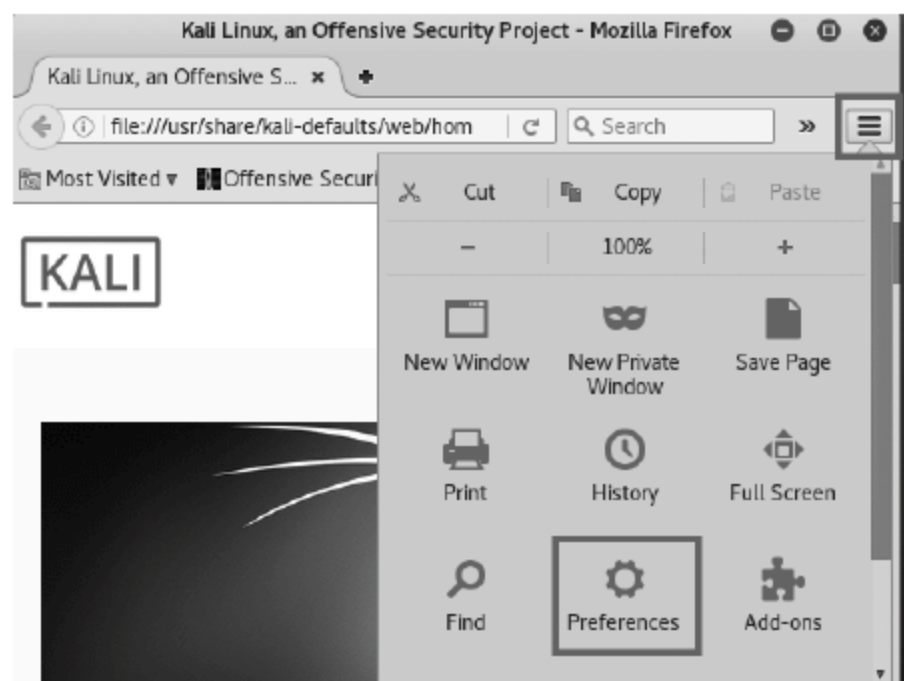 Kali Linux, an Offensive Security Project - Mozilla Firefox
Kali Linux, an Offensive S...
file:///usr/share/kali-defaults/web/hom
Search
Most Visited
Offensive Securi
Cut
Copy
Paste
100%
KALI
New Window
New Private
Window
Save Page
Print
History
Full Screen
Find
Preferences
Add-ons